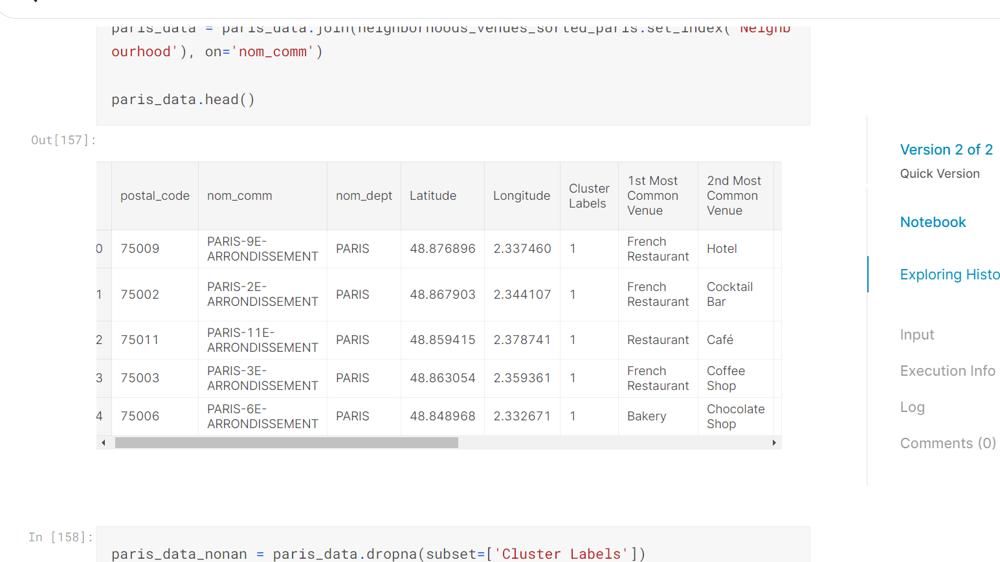 paris_data = paris_data.join(neighborhoods_venues_sorted_paris.set_index('Neighb
ourhood'), on='nom_comm')
paris_data.head()
Out[157]:
postal_code nom_comm nom_dept Latitude Longitude Cluster Labels 1st Most Common Venue 2nd Most Common Venue
0 75009 PARIS-9E-ARRONDISSEMENT PARIS 48.876896 2.337460 1 French Restaurant Hotel
1 75002 PARIS-2E-ARRONDISSEMENT PARIS 48.867903 2.344107 1 French Restaurant Cocktail Bar
2 75011 PARIS-11E-ARRONDISSEMENT PARIS 48.859415 2.378741 1 Restaurant Café
3 75003 PARIS-3E-ARRONDISSEMENT PARIS 48.863054 2.359361 1 French Restaurant Coffee Shop
4 75006 PARIS-6E-ARRONDISSEMENT PARIS 48.848968 2.332671 1 Bakery Chocolate Shop
In [158]:
paris_data_nonan = paris_data.dropna(subset=['Cluster Labels'])
Version 2 of 2
Quick Version
Notebook
Exploring Histo
Input
Execution Info
Log
Comments (0)